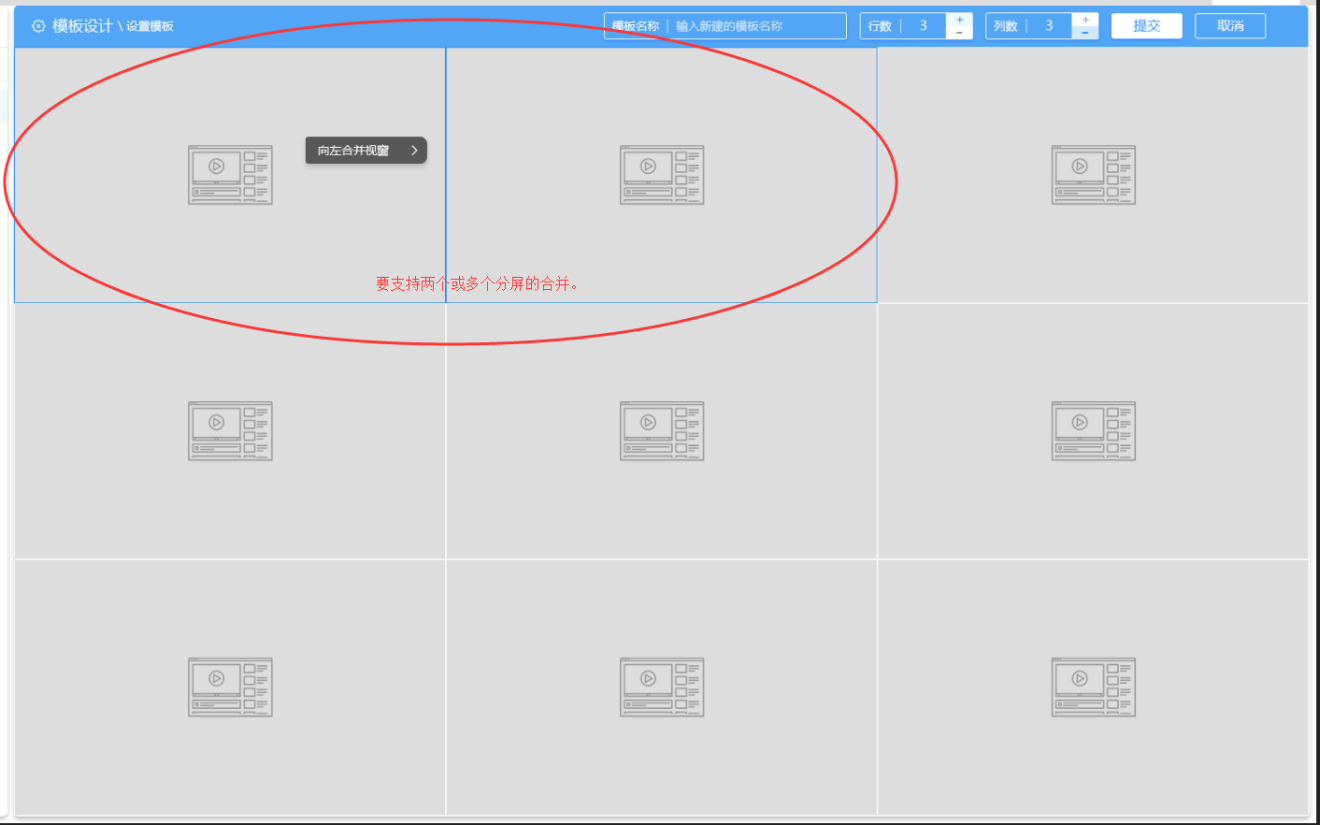 模板设计 \ 设置模板
模板名称 | 输入新建的模板名称
行数 | 3 + -
列数 | 3 + -
提交
取消
向左合并视窗 >
要支持两个或多个分屏的合并。